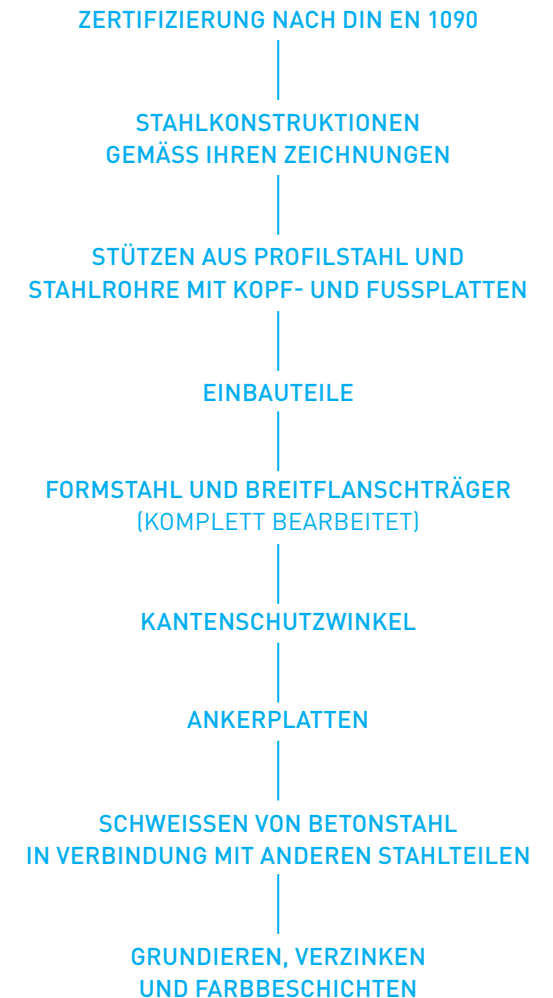 ZERTIFIZIERUNG NACH DIN EN 1090
STAHLKONSTRUKTIONEN
GEMÄSS IHREN ZEICHNUNGEN
STÜTZEN AUS PROFILSTAHL UND
STAHLROHRE MIT KOPF- UND FUSSPLATTEN
EINBAUTEILE
FORMSTAHL UND BREITFLANSCHTRÄGER
(KOMPLETT BEARBEITET)
KANTENSCHUTZWINKEL
ANKERPLATTEN
SCHWEISSEN VON BETONSTAHL
IN VERBINDUNG MIT ANDEREN STAHLTEILEN
GRUNDIEREN, VERZINKEN
UND FARBBESCHICHTEN